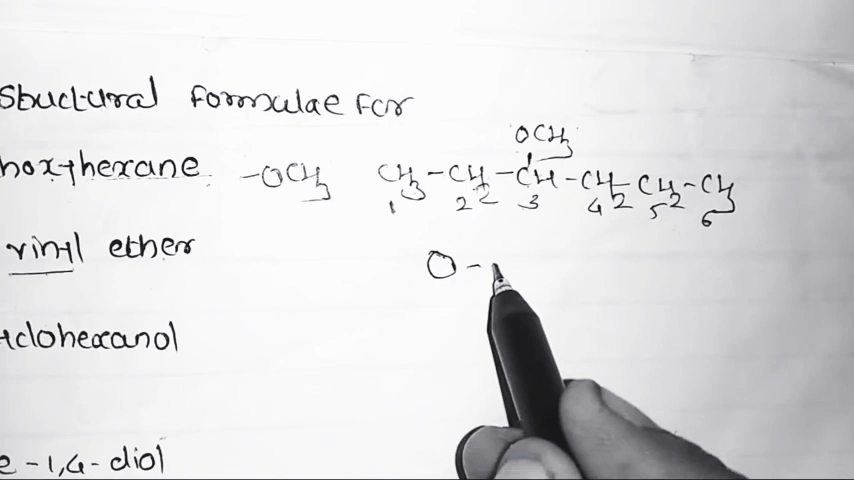 Structural formulae for
OCH3
hoxyhexane -OCH3 CH3-CH2-CH-CH2-CH2-CH3
1 2 3 4 5 6
vinyl ether
O-
yclohexanol
e-1,4-diol